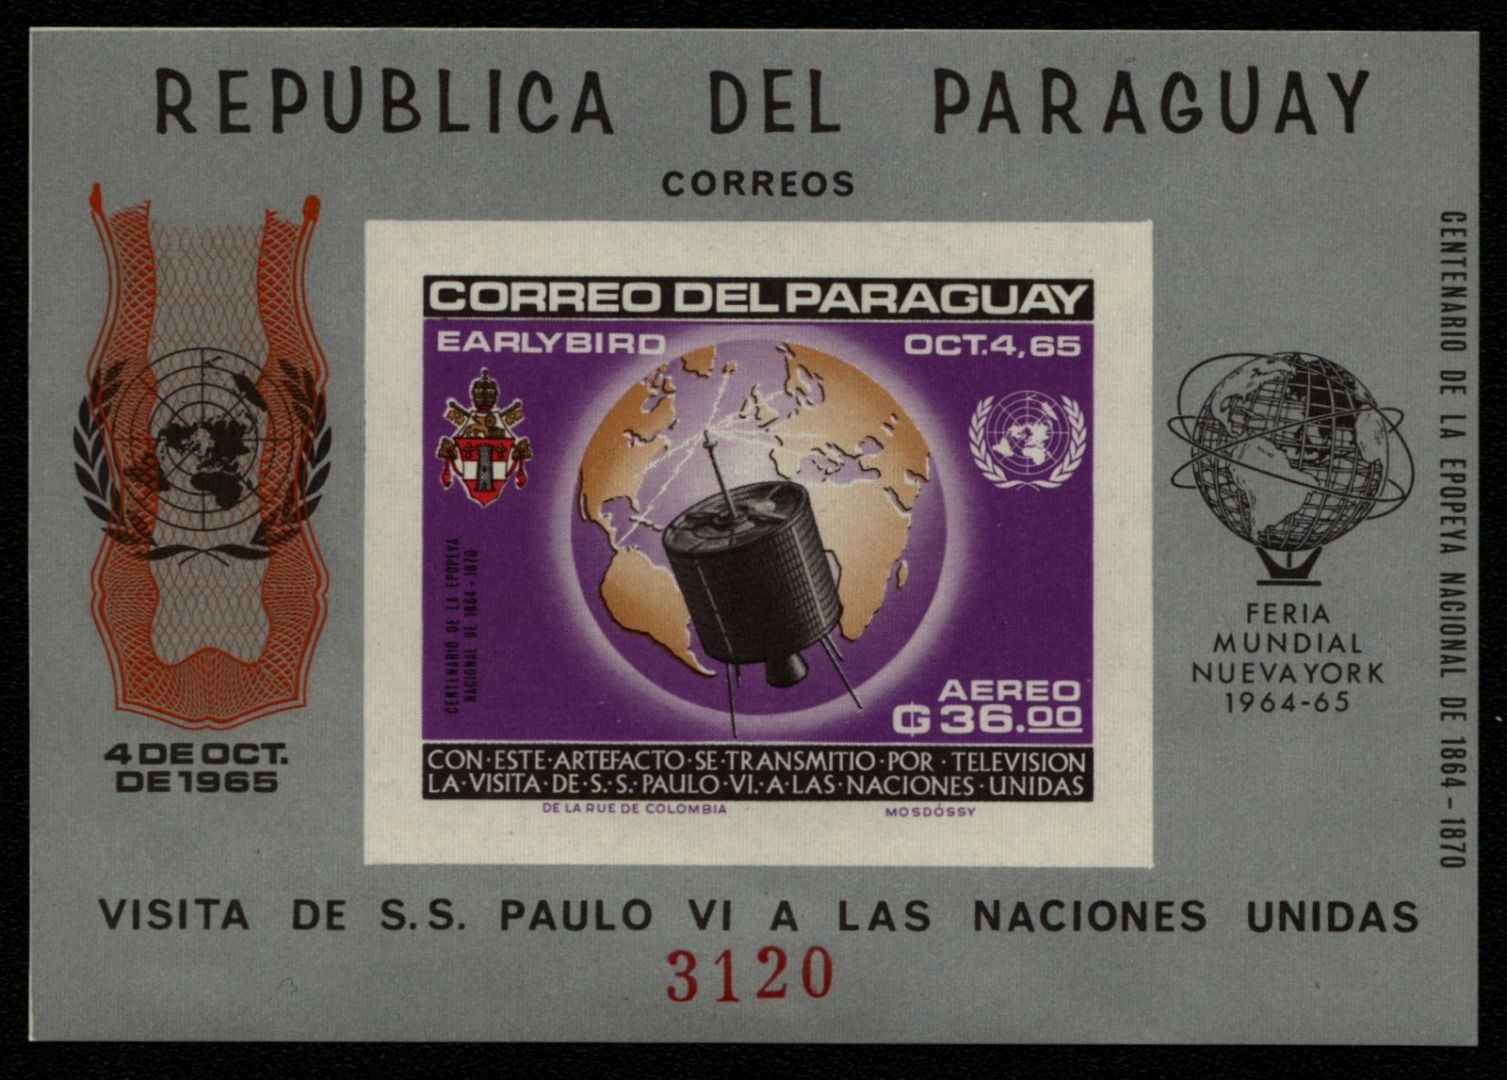 REPUBLICA DEL PARAGUAY
CORREOS
CORREO DEL PARAGUAY
EARLYBIRD
OCT.4,65
CENTENARIO DE LA EPOPEYA
NACIONAL DE 1864-1870
AEREO
₲ 36.00
CON·ESTE·ARTEFACTO·SE·TRANSMITIO·POR·TELEVISION
LA·VISITA·DE·S.S.·PAULO·VI·A·LAS·NACIONES·UNIDAS
DE LA RUE DE COLOMBIA
MOSDÓSSY
4 DE OCT.
DE 1965
FERIA
MUNDIAL
NUEVA YORK
1964-65
CENTENARIO DE LA EPOPEYA NACIONAL DE 1864-1870
VISITA DE S.S. PAULO VI A LAS NACIONES UNIDAS
3120